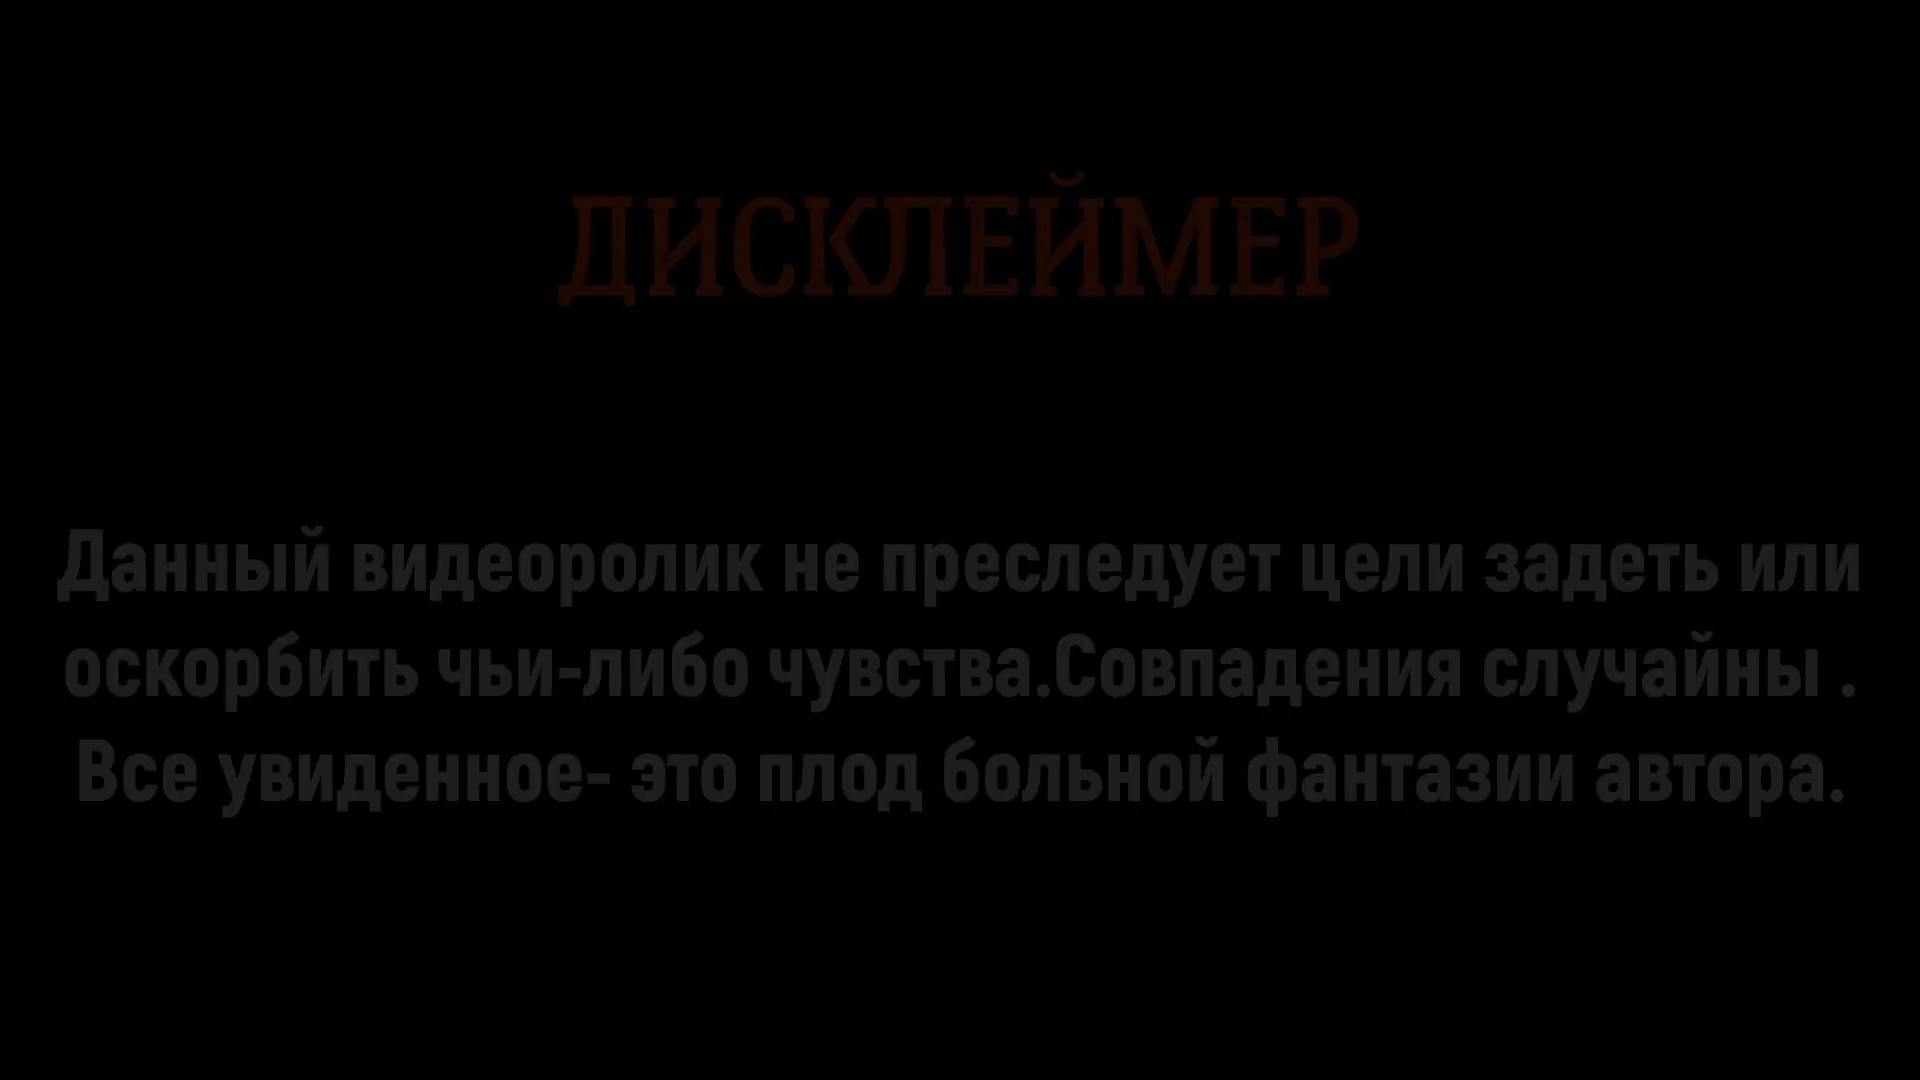 ДИСКЛЕЙМЕР
Данный видеоролик не преследует цели задеть или
оскорбить чьи-либо чувства.Совпадения случайны .
Все увиденное- это плод больной фантазии автора.